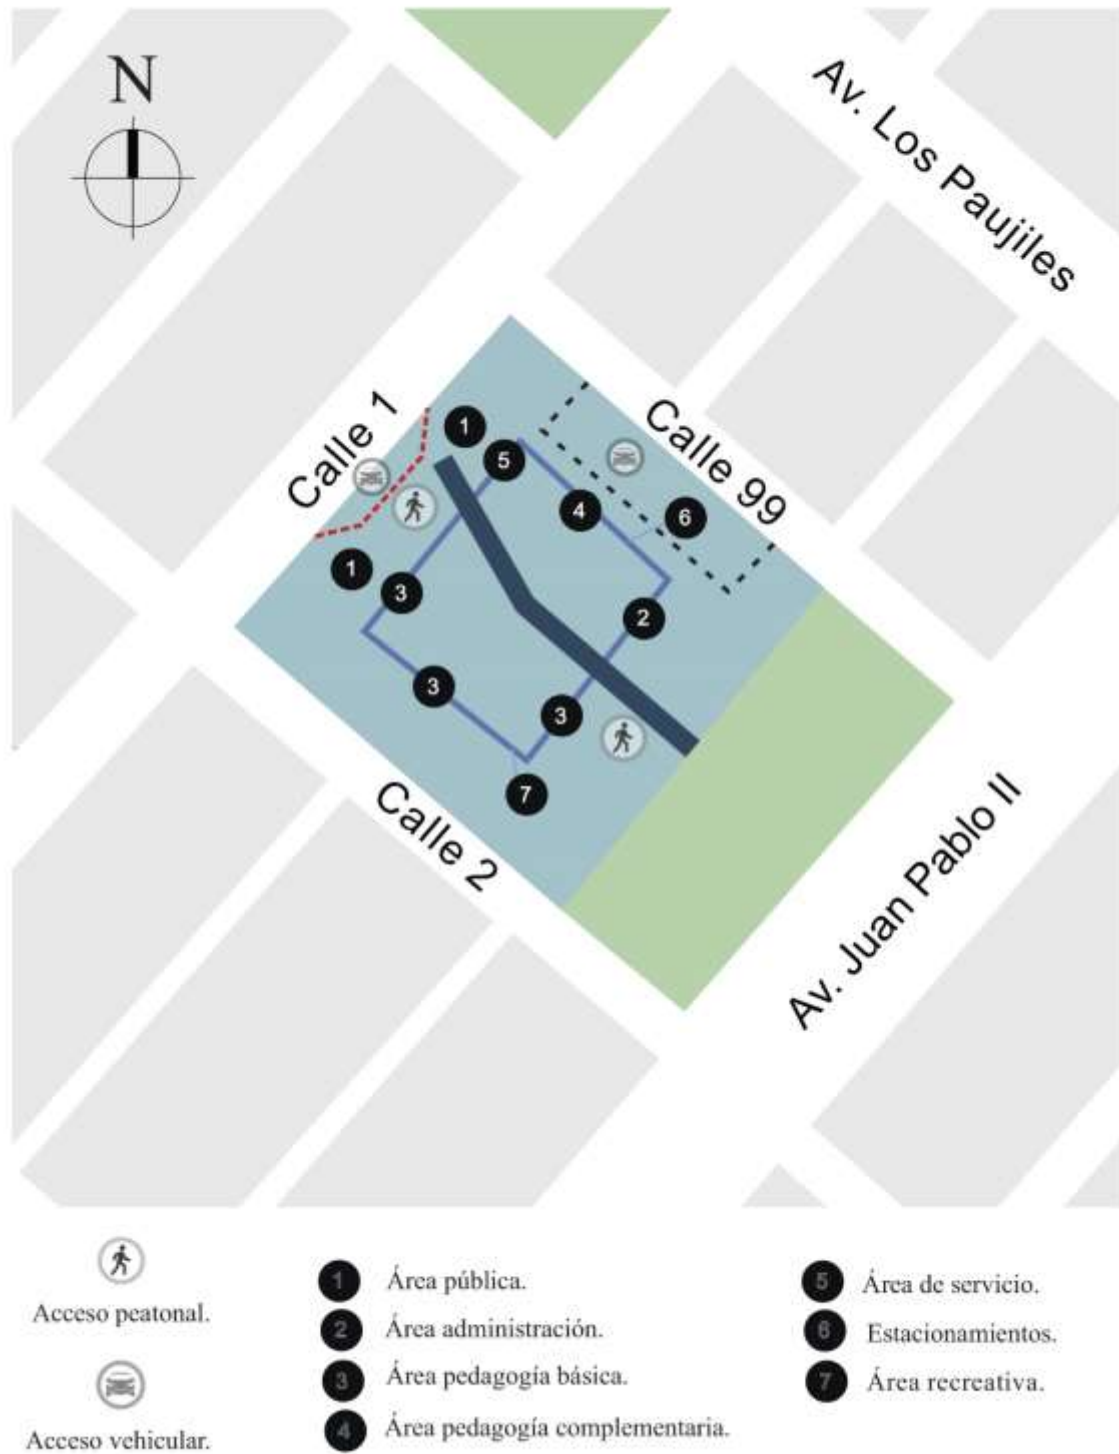 N
Av. Los Paujiles
Calle 1
Calle 99
1
5
4
6
1
3
2
3
3
7
Calle 2
Av. Juan Pablo II
Acceso peatonal.
Acceso vehicular.
1 Área pública.
2 Área administración.
3 Área pedagogía básica.
4 Área pedagogía complementaria.
5 Área de servicio.
6 Estacionamientos.
7 Área recreativa.